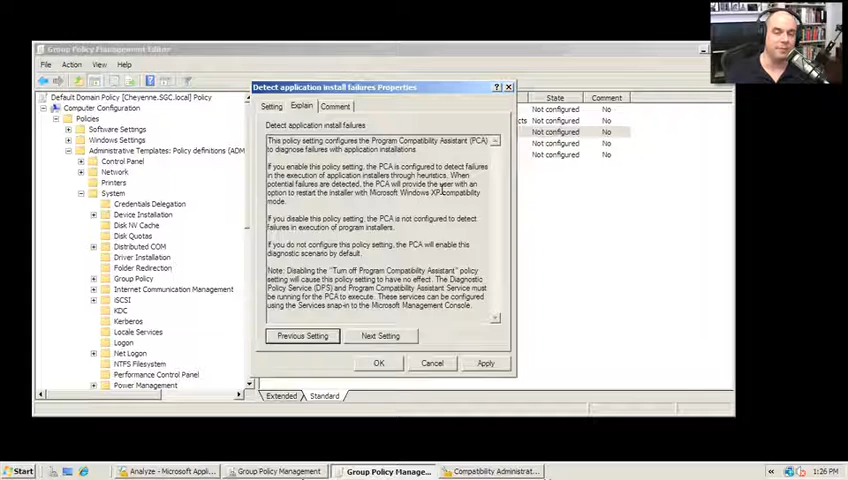 Group Policy Management Editor
File Action View Help
Default Domain Policy [Cheyenne.SGC.local] Policy
Computer Configuration
Policies
Software Settings
Windows Settings
Administrative Templates: Policy definitions (ADM
Control Panel
Network
Printers
System
Credentials Delegation
Device Installation
Disk NV Cache
Disk Quotas
Distributed COM
Driver Installation
Folder Redirection
Group Policy
Internet Communication Management
iSCSI
KDC
Kerberos
Locale Services
Logon
Net Logon
NTFS Filesystem
Performance Control Panel
Power Management
Detect application install failures Properties
Setting Explain Comment
Detect application install failures
This policy setting configures the Program Compatibility Assistant (PCA)
to diagnose failures with application installations.
If you enable this policy setting, the PCA is configured to detect failures
in the execution of application installers through heuristics. When
potential failures are detected, the PCA will provide the user with an
option to restart the installer with Microsoft Windows XP compatibility
mode.
If you disable this policy setting, the PCA is not configured to detect
failures in execution of program installers.
If you do not configure this policy setting, the PCA will enable this
diagnostic scenario by default.
Note: Disabling the "Turn off Program Compatibility Assistant" policy
setting will cause this policy setting to have no effect. The Diagnostic
Policy Service (DPS) and Program Compatibility Assistant Service must
be running for the PCA to execute. These services can be configured
using the Services snap-in to the Microsoft Management Console.
Previous Setting Next Setting
OK Cancel Apply
State Comment
Not configured No
cts Not configured No
Not configured No
Not configured No
Not configured No
Extended Standard
Start Analyze - Microsoft Appli... Group Policy Management Group Policy Manage... Compatibility Administrat... « 1:26 PM